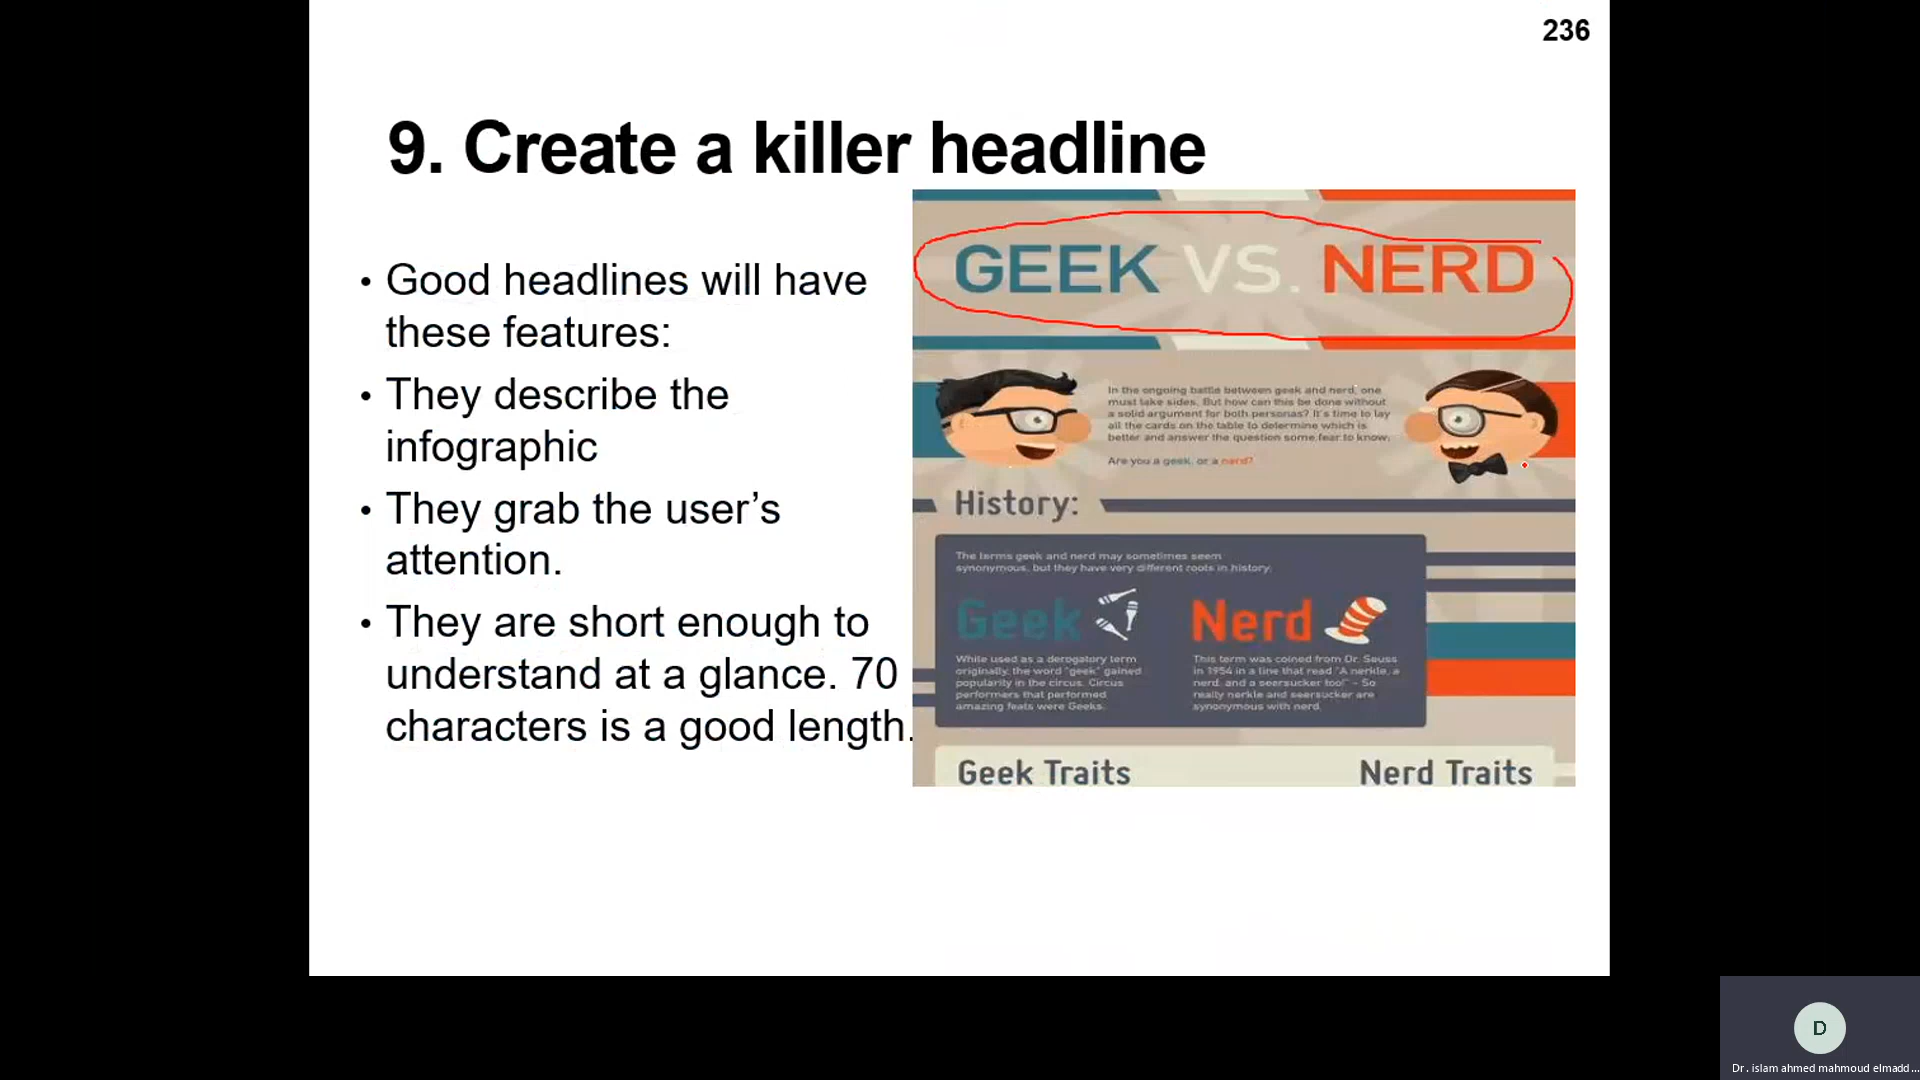 236
9. Create a killer headline
• Good headlines will have
these features:
• They describe the
infographic
• They grab the user’s
attention.
• They are short enough to
understand at a glance. 70
characters is a good length.
GEEK VS. NERD
In the ongoing battle between geek and nerd, one
must take sides. But how can this be done without
a solid argument for both personas? It's time to lay
all the cards on the table to determine which is
better and answer the question some fear to know.
Are you a geek, or a nerd?
History:
The terms geek and nerd may sometimes seem
synonymous, but they have very different roots in history.
Geek
While used as a derogatory term
originally, the word "geek" gained
popularity in the circus. Circus
performers that performed
amazing feats were Geeks.
Nerd
This term was coined from Dr. Seuss
in 1954 in a line that read "A nerkle, a
nerd, and a seersucker too!" - So
really nerkle and seersucker are
synonymous with nerd.
Geek Traits
Nerd Traits
D
Dr. islam ahmed mahmoud elmadd...